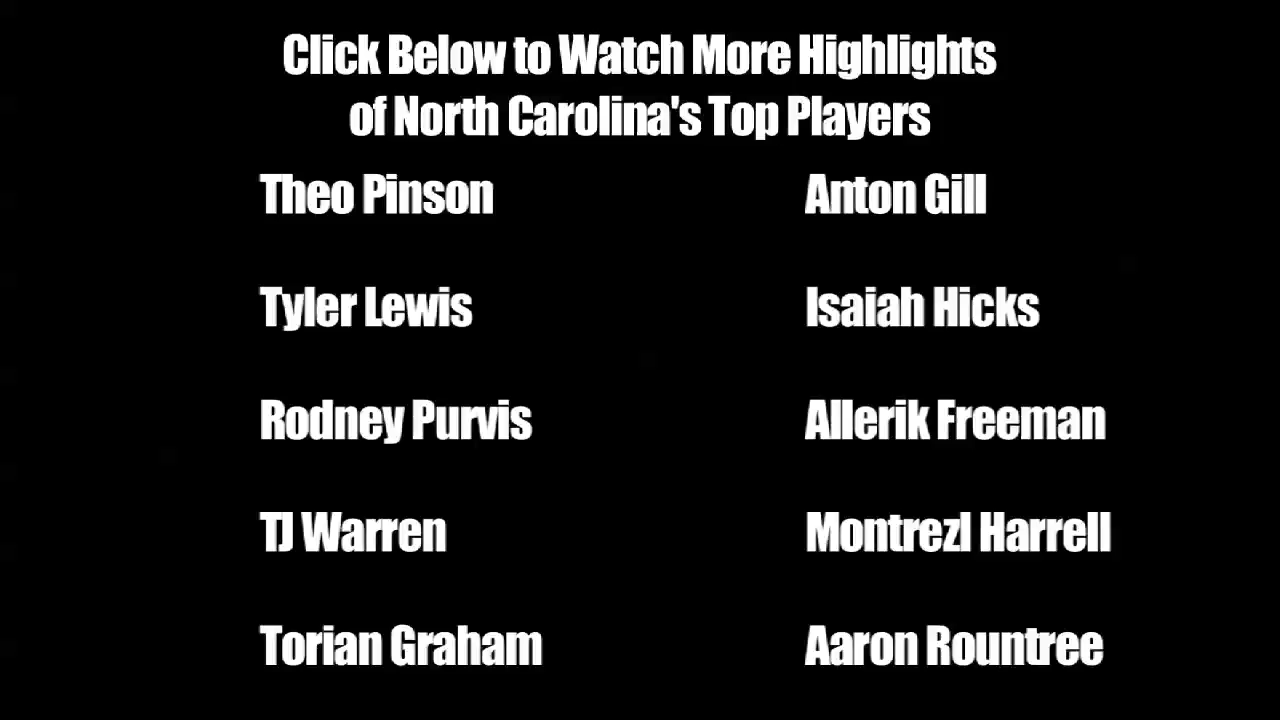 Click Below to Watch More Highlights
of North Carolina's Top Players
Theo Pinson
Anton Gill
Tyler Lewis
Isaiah Hicks
Rodney Purvis
Allerik Freeman
TJ Warren
Montrezl Harrell
Torian Graham
Aaron Rountree